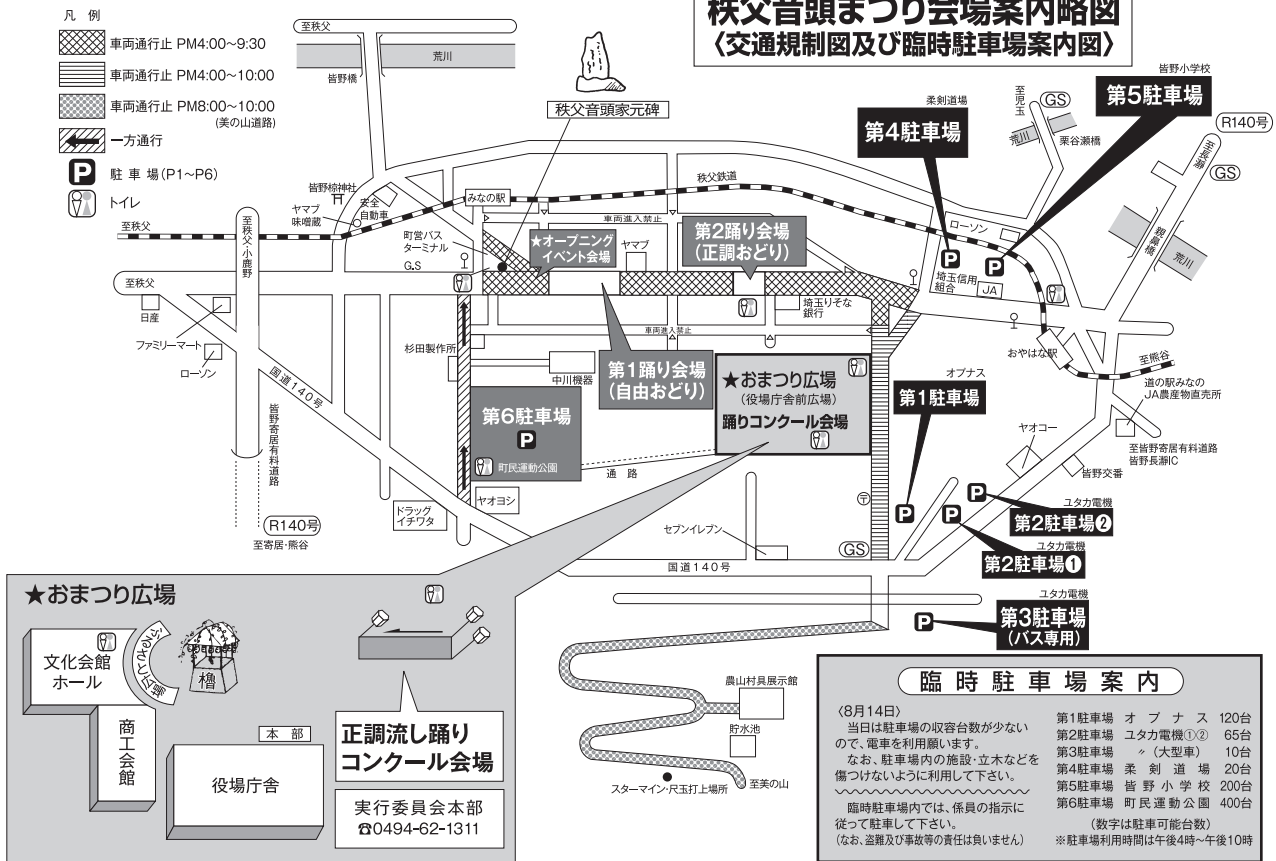 秩父音頭まつり会場案内略図
〈交通規制図及び臨時駐車場案内図〉
凡 例
車両通行止 PM4:00〜9:30
車両通行止 PM4:00〜10:00
車両通行止 PM8:00〜10:00
(美の山道路)
一方通行
P 駐 車 場(P1〜P6)
トイレ
至秩父
荒川
皆野橋
秩父音頭家元碑
皆野小学校
第5駐車場
柔剣道場
第4駐車場
至児玉
GS
荒川
栗谷瀬橋
R140号
至長瀞
GS
親鼻橋
荒川
皆野椋神社
安全
自動車
ヤマブ
味噌蔵
みなの駅
秩父鉄道
至秩父
至秩父・小鹿野
町営バス
ターミナル
G.S
車両進入禁止
★オープニング
イベント会場
ヤマブ
第2踊り会場
(正調おどり)
ローソン
P
P
埼玉信用
組合
JA
至秩父
日産
ファミリーマート
ローソン
国道140号
皆野寄居有料道路
R140号
至寄居・熊谷
杉田製作所
中川機器
車両進入禁止
埼玉りそな
銀行
おやはな駅
至熊谷
道の駅みなの
JA農産物直売所
至皆野寄居有料道路
皆野長瀞IC
第1踊り会場
(自由おどり)
★おまつり広場
(役場庁舎前広場)
踊りコンクール会場
オプナス
第1駐車場
ヤオコー
皆野交番
第6駐車場
P
町民運動公園
通 路
ドラッグ
イチワタ
ヤオヨシ
セブンイレブン
〒
P
P
P
ユタカ電機
第2駐車場②
ユタカ電機
第2駐車場①
GS
国道140号
ユタカ電機
P
第3駐車場
(バス専用)
★おまつり広場
文化会館
ホール
櫓
商工会館
本 部
役場庁舎
正調流し踊り
コンクール会場
実行委員会本部
☎0494-62-1311
農山村具展示館
貯水池
スターマイン・尺玉打上場所
至美の山
臨時駐車場案内
〈8月14日〉
当日は駐車場の収容台数が少ない
ので、電車を利用願います。
なお、駐車場内の施設・立木などを
傷つけないように利用して下さい。
臨時駐車場内では、係員の指示に
従って駐車して下さい。
(なお、盗難及び事故等の責任は負いません)
第1駐車場 オプナス 120台
第2駐車場 ユタカ電機①② 65台
第3駐車場 〃(大型車) 10台
第4駐車場 柔剣道場 20台
第5駐車場 皆野小学校 200台
第6駐車場 町民運動公園 400台
(数字は駐車可能台数)
※駐車場利用時間は午後4時〜午後10時